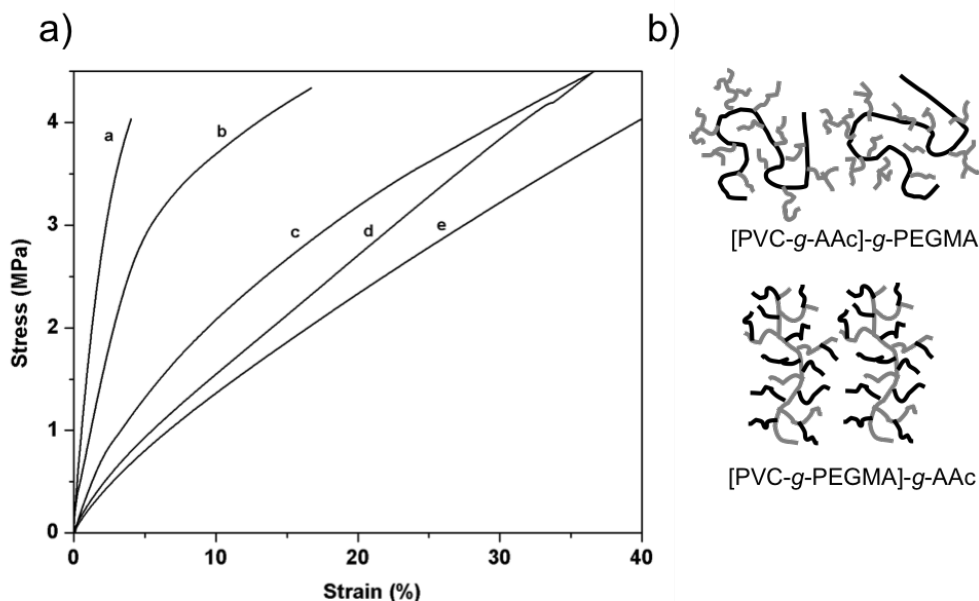 a)
b)
Stress (MPa)
4
3
2
1
0
a
b
c
d
e
0
10
20
30
40
Strain (%)
[PVC-g-AAc]-g-PEGMA
[PVC-g-PEGMA]-g-AAc